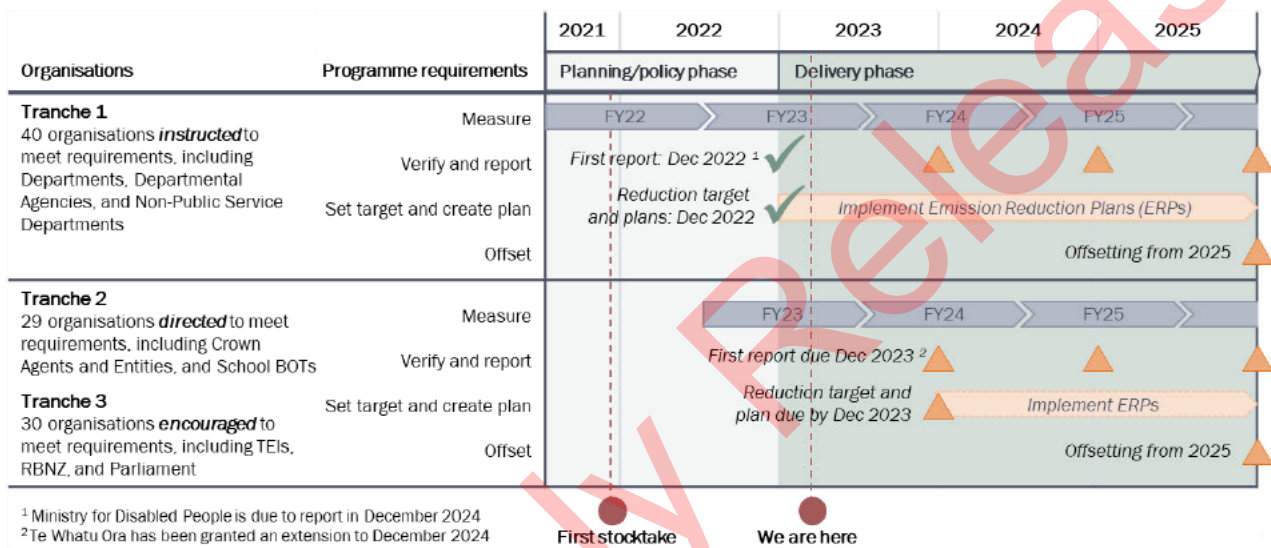 2021 2022 2023 2024 2025
Organisations Programme requirements Planning/policy phase Delivery phase
Tranche 1
40 organisations instructed to
meet requirements, including
Departments, Departmental
Agencies, and Non-Public Service
Departments
Measure FY22 FY23 FY24 FY25
Verify and report First report: Dec 2022 ¹
Set target and create plan Reduction target
and plans: Dec 2022 Implement Emission Reduction Plans (ERPs)
Offset Offsetting from 2025
Tranche 2
29 organisations directed to meet
requirements, including Crown
Agents and Entities, and School BOTs
Tranche 3
30 organisations encouraged to
meet requirements, including TEIs,
RBNZ, and Parliament
Measure FY23 FY24 FY25
Verify and report First report due Dec 2023 ²
Set target and create plan Reduction target and
plan due by Dec 2023 Implement ERPs
Offset Offsetting from 2025
¹ Ministry for Disabled People is due to report in December 2024
² Te Whatu Ora has been granted an extension to December 2024
First stocktake We are here